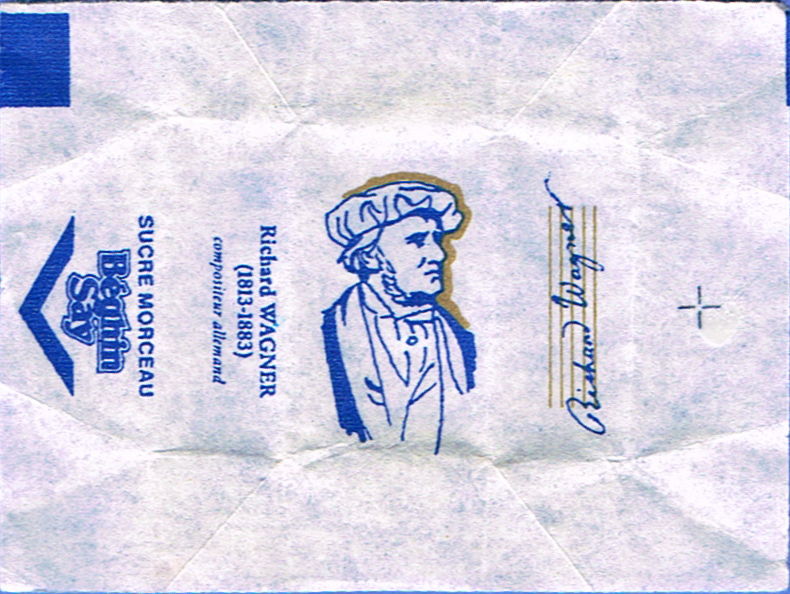 SUCRE MORCEAU
Béghin
Say
Richard WAGNER
(1813-1883)
compositeur allemand
Richard Wagner